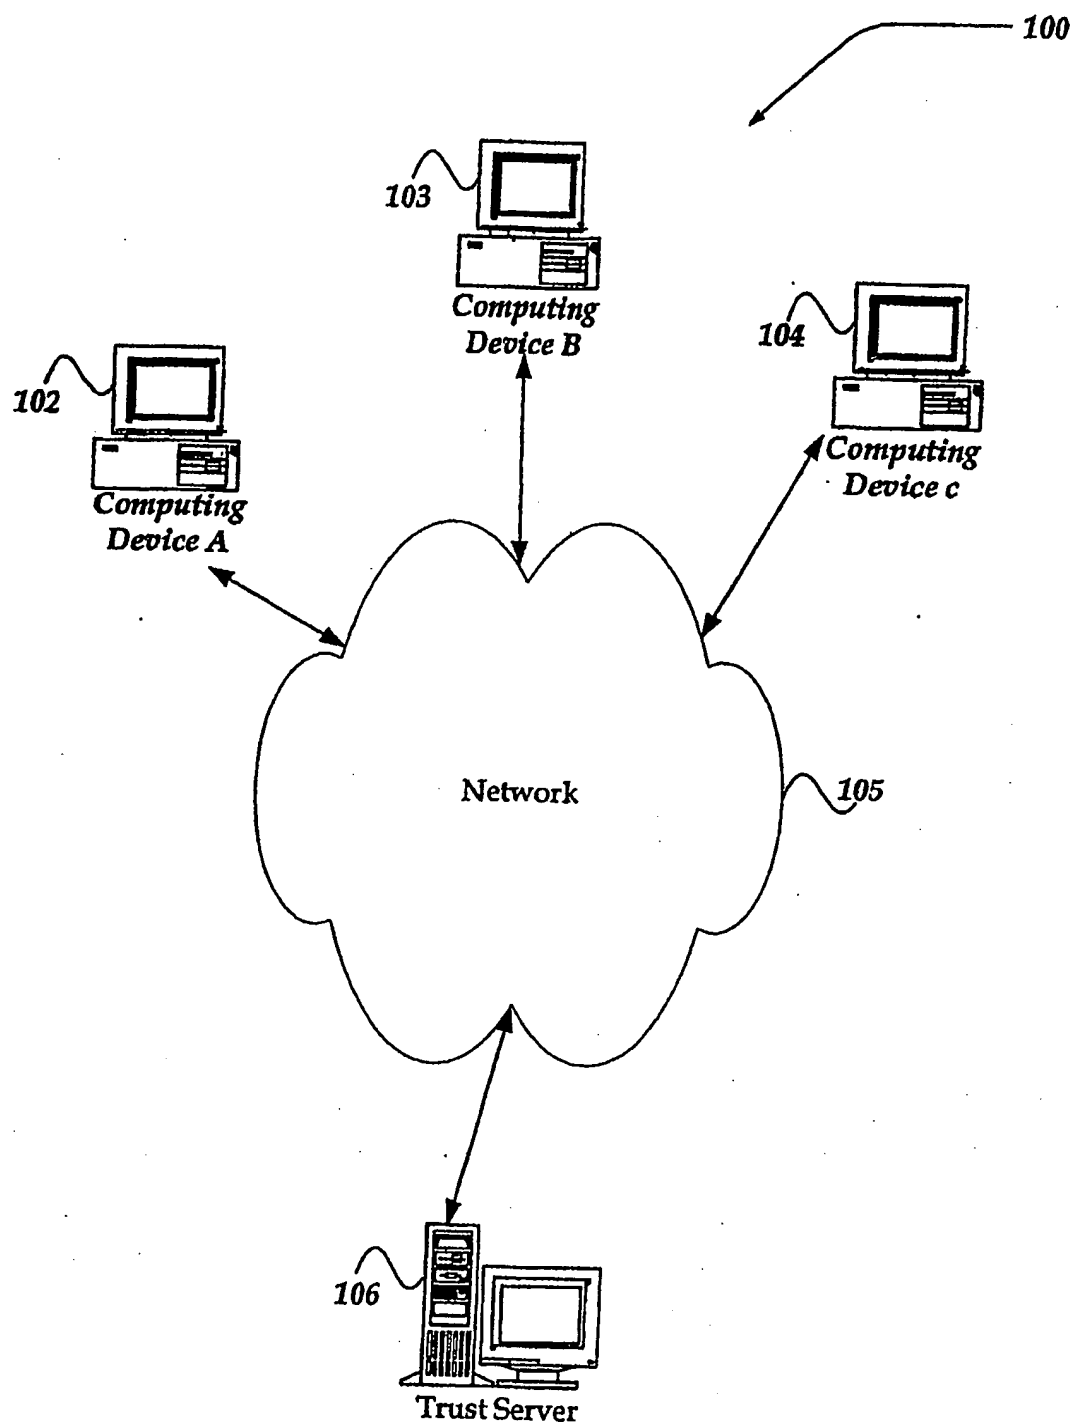 100
103
Computing
Device B
104
Computing
Device c
102
Computing
Device A
Network
105
106
Trust Server